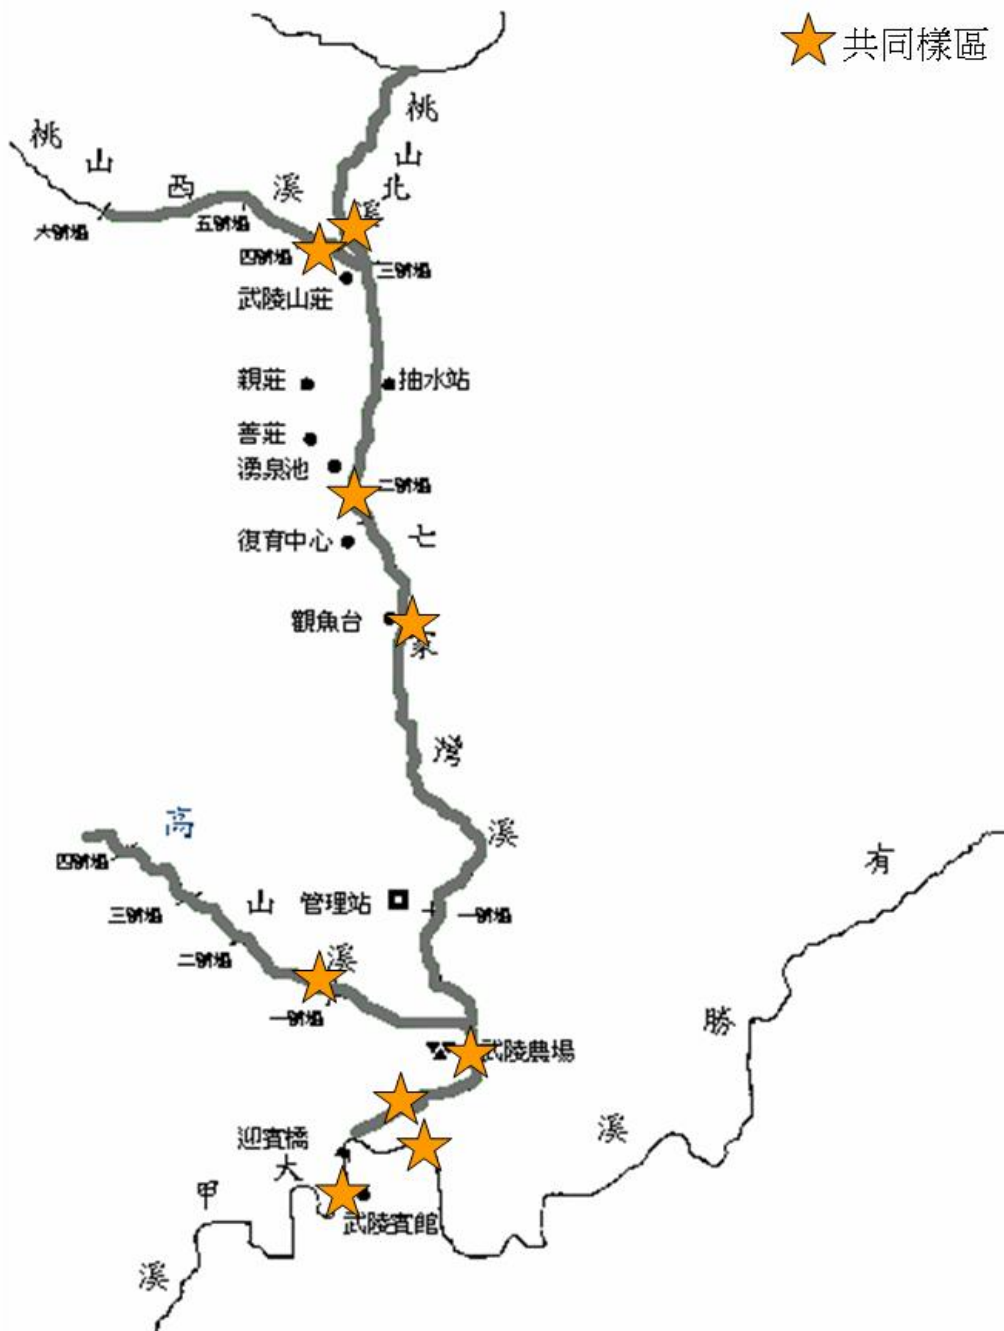 共同樣區
桃山北溪
桃山西溪
六號壩
五號壩
四號壩
三號壩
武陵山莊
親莊
抽水站
善莊
湧泉池
二號壩
復育中心
觀魚台
七家灣溪
高山溪
四號壩
三號壩
二號壩
一號壩
管理站
一號壩
有勝溪
武陵農場
迎賓橋
大甲溪
武陵賓館